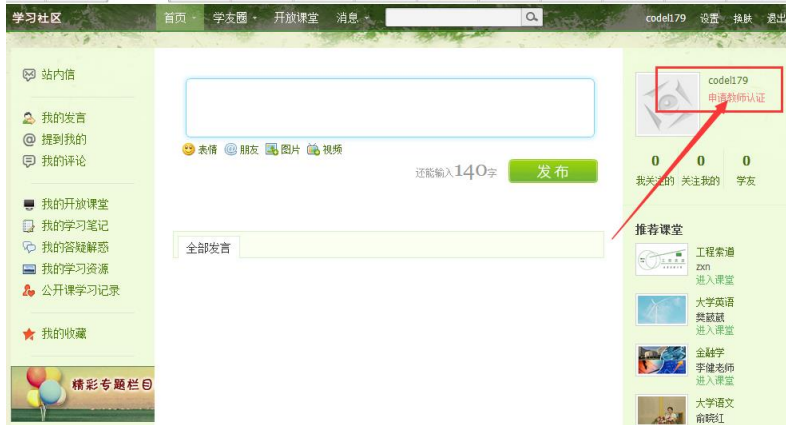 学习社区
首页 学友圈 开放课堂 消息
codel179 设置 换肤 退出
站内信
我的发言
@ 提到我的
我的评论
我的开放课堂
我的学习笔记
我的答疑解惑
我的学习资源
公开课学习记录
我的收藏
精彩专题栏目
表情 朋友 图片 视频
还能输入140字 发布
全部发言
codel179
申请教师认证
0 0 0
我关注的 关注我的 学友
推荐课堂
工程索道
zxn
进入课堂
大学英语
樊葳葳
进入课堂
金融学
李健老师
进入课堂
大学语文
俞晓红